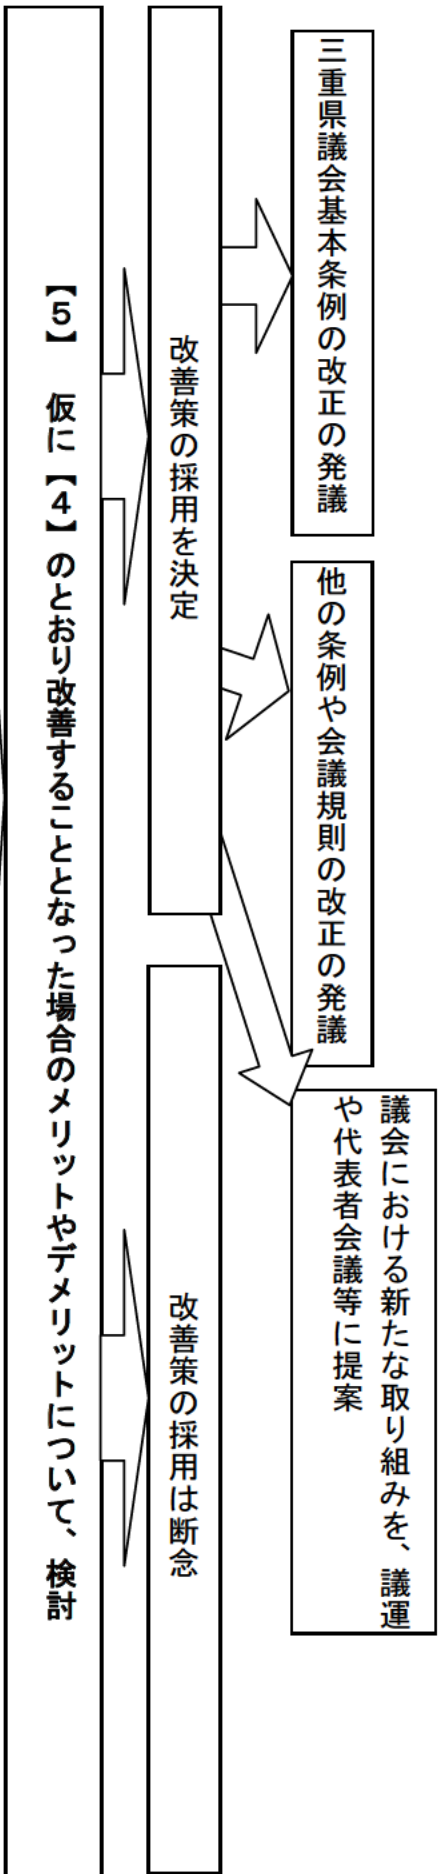 【5】 仮に【4】のとおり改善することとなった場合のメリットやデメリットについて、検討
改善策の採用を決定
改善策の採用は断念
三重県議会基本条例の改正の発議
他の条例や会議規則の改正の発議
議会における新たな取り組みを、議運
や代表者会議等に提案